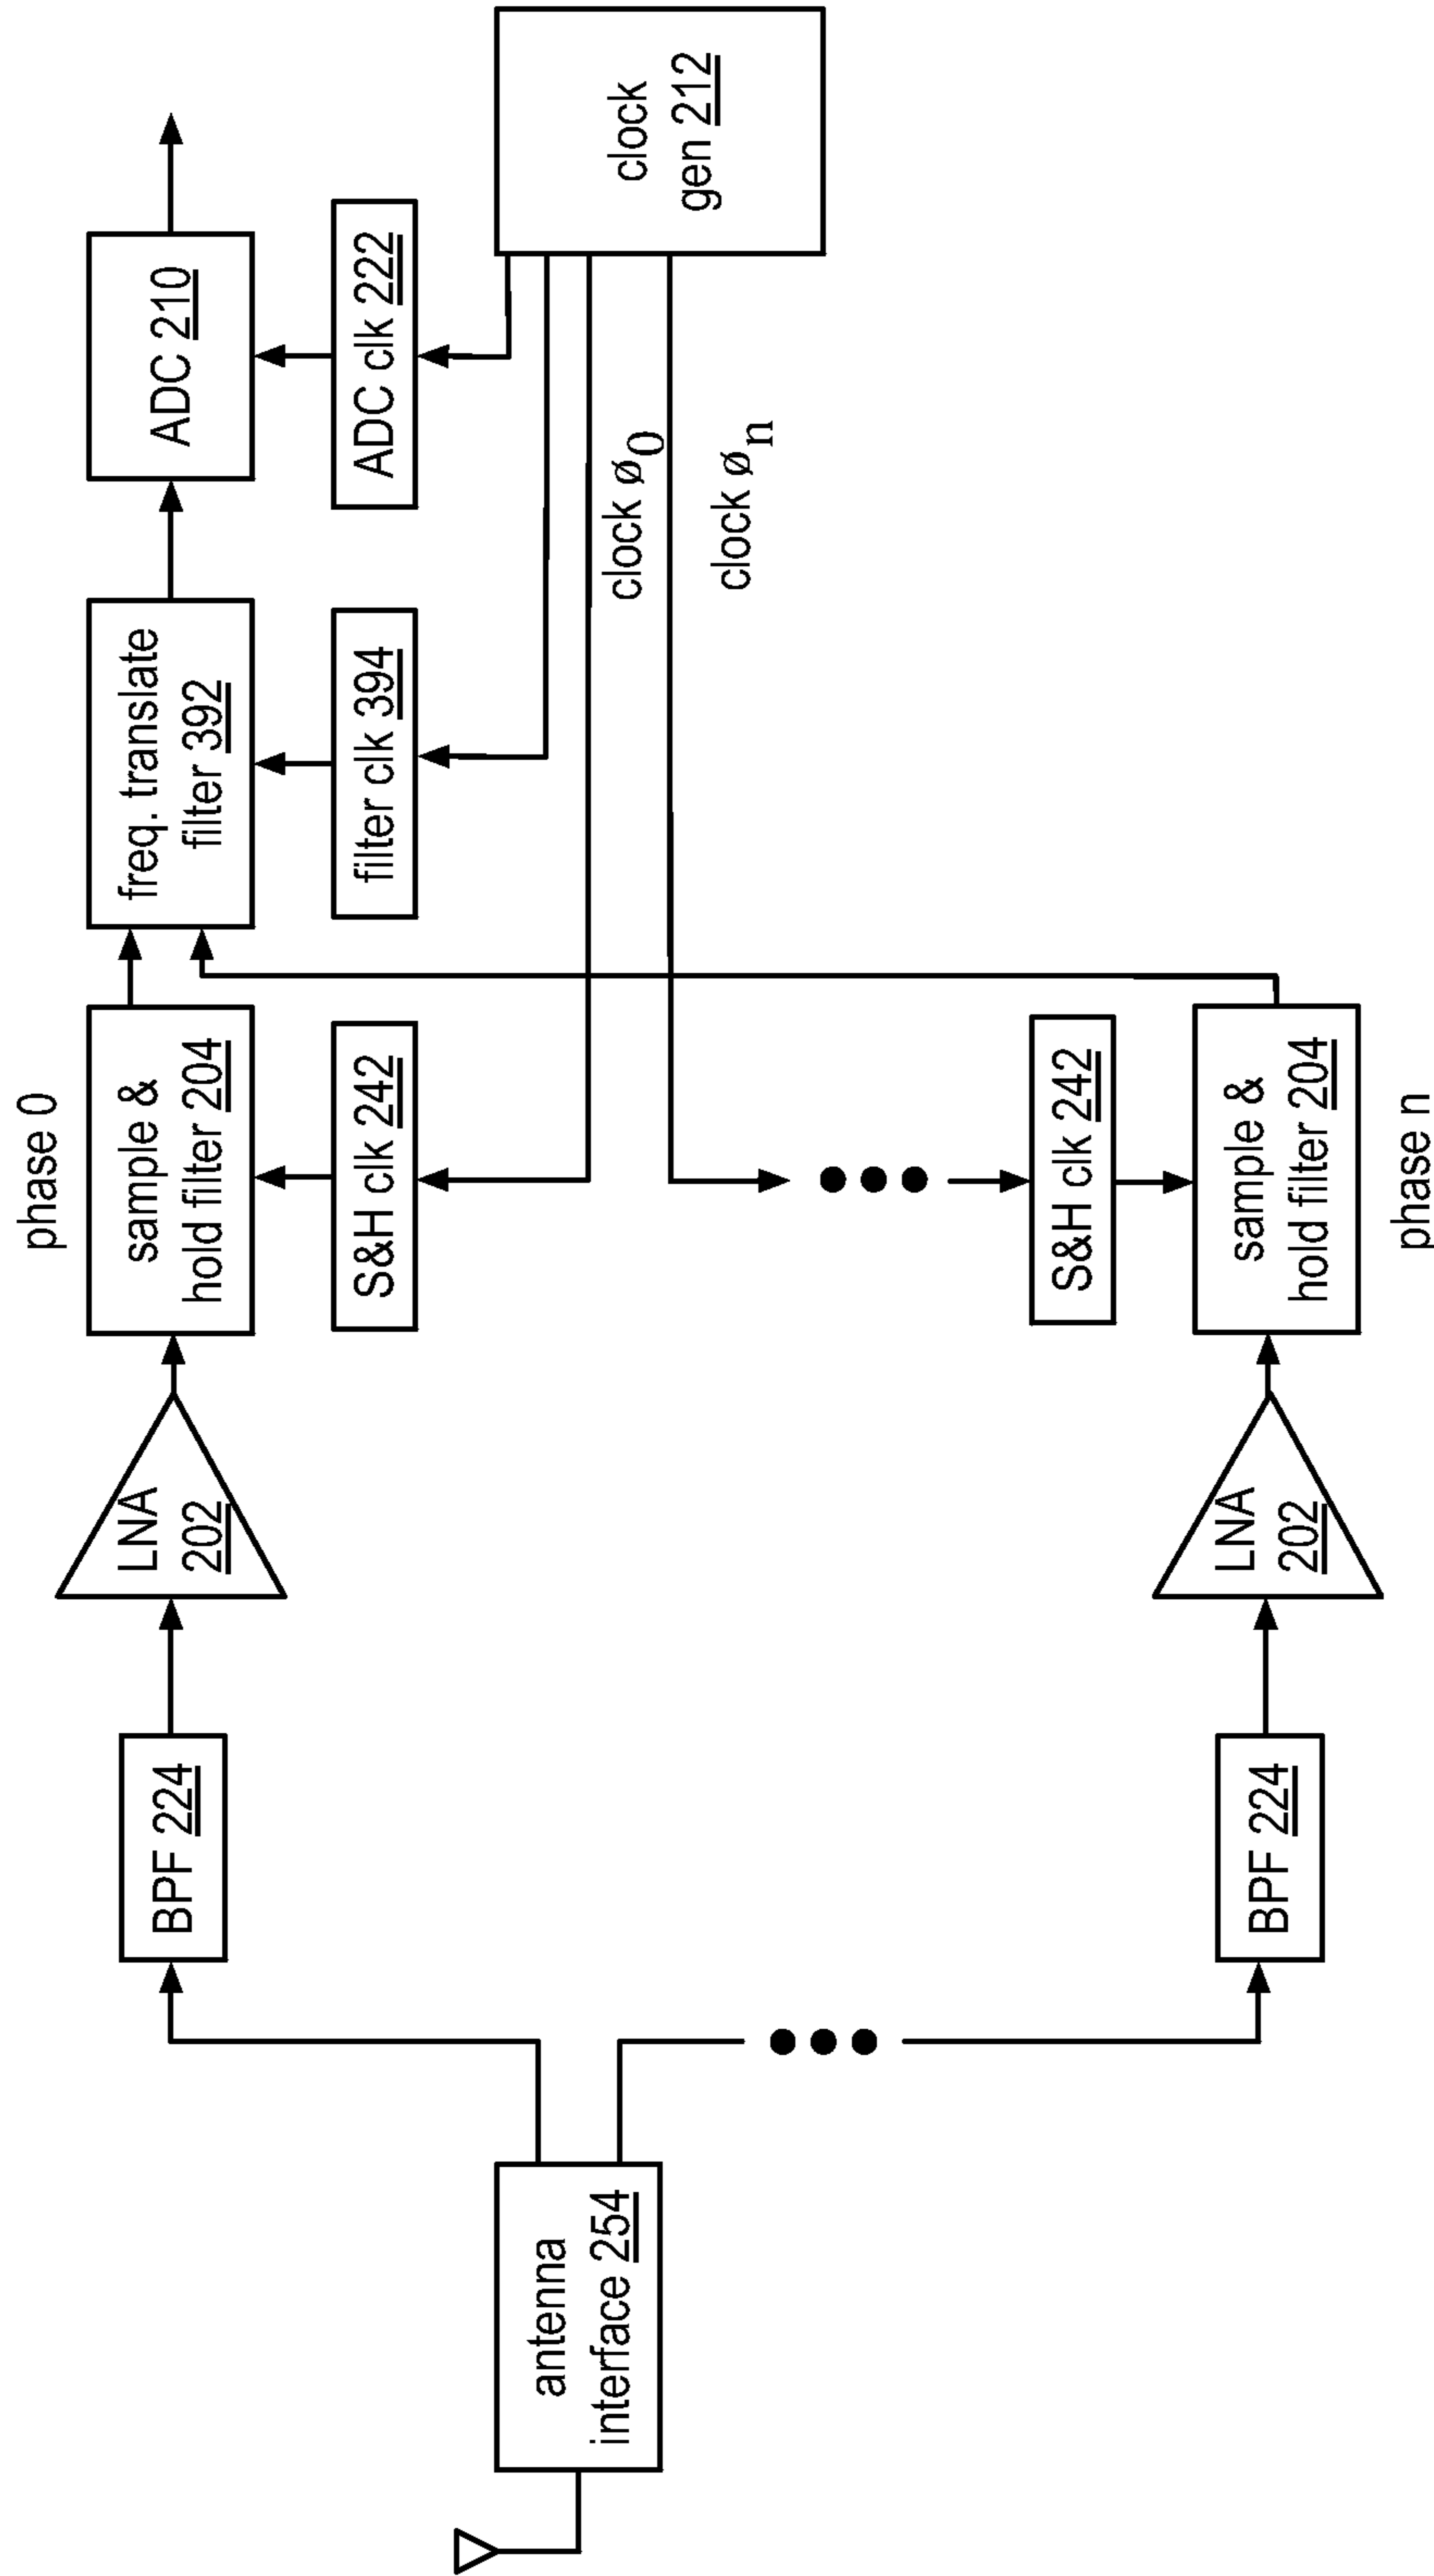 phase 0
antenna
interface 254
BPF 224
LNA
202
sample &
hold filter 204
freq. translate
filter 392
ADC 210
S&H clk 242
filter clk 394
ADC clk 222
clock ø0
clock øn
clock
gen 212
S&H clk 242
BPF 224
LNA
202
sample &
hold filter 204
phase n